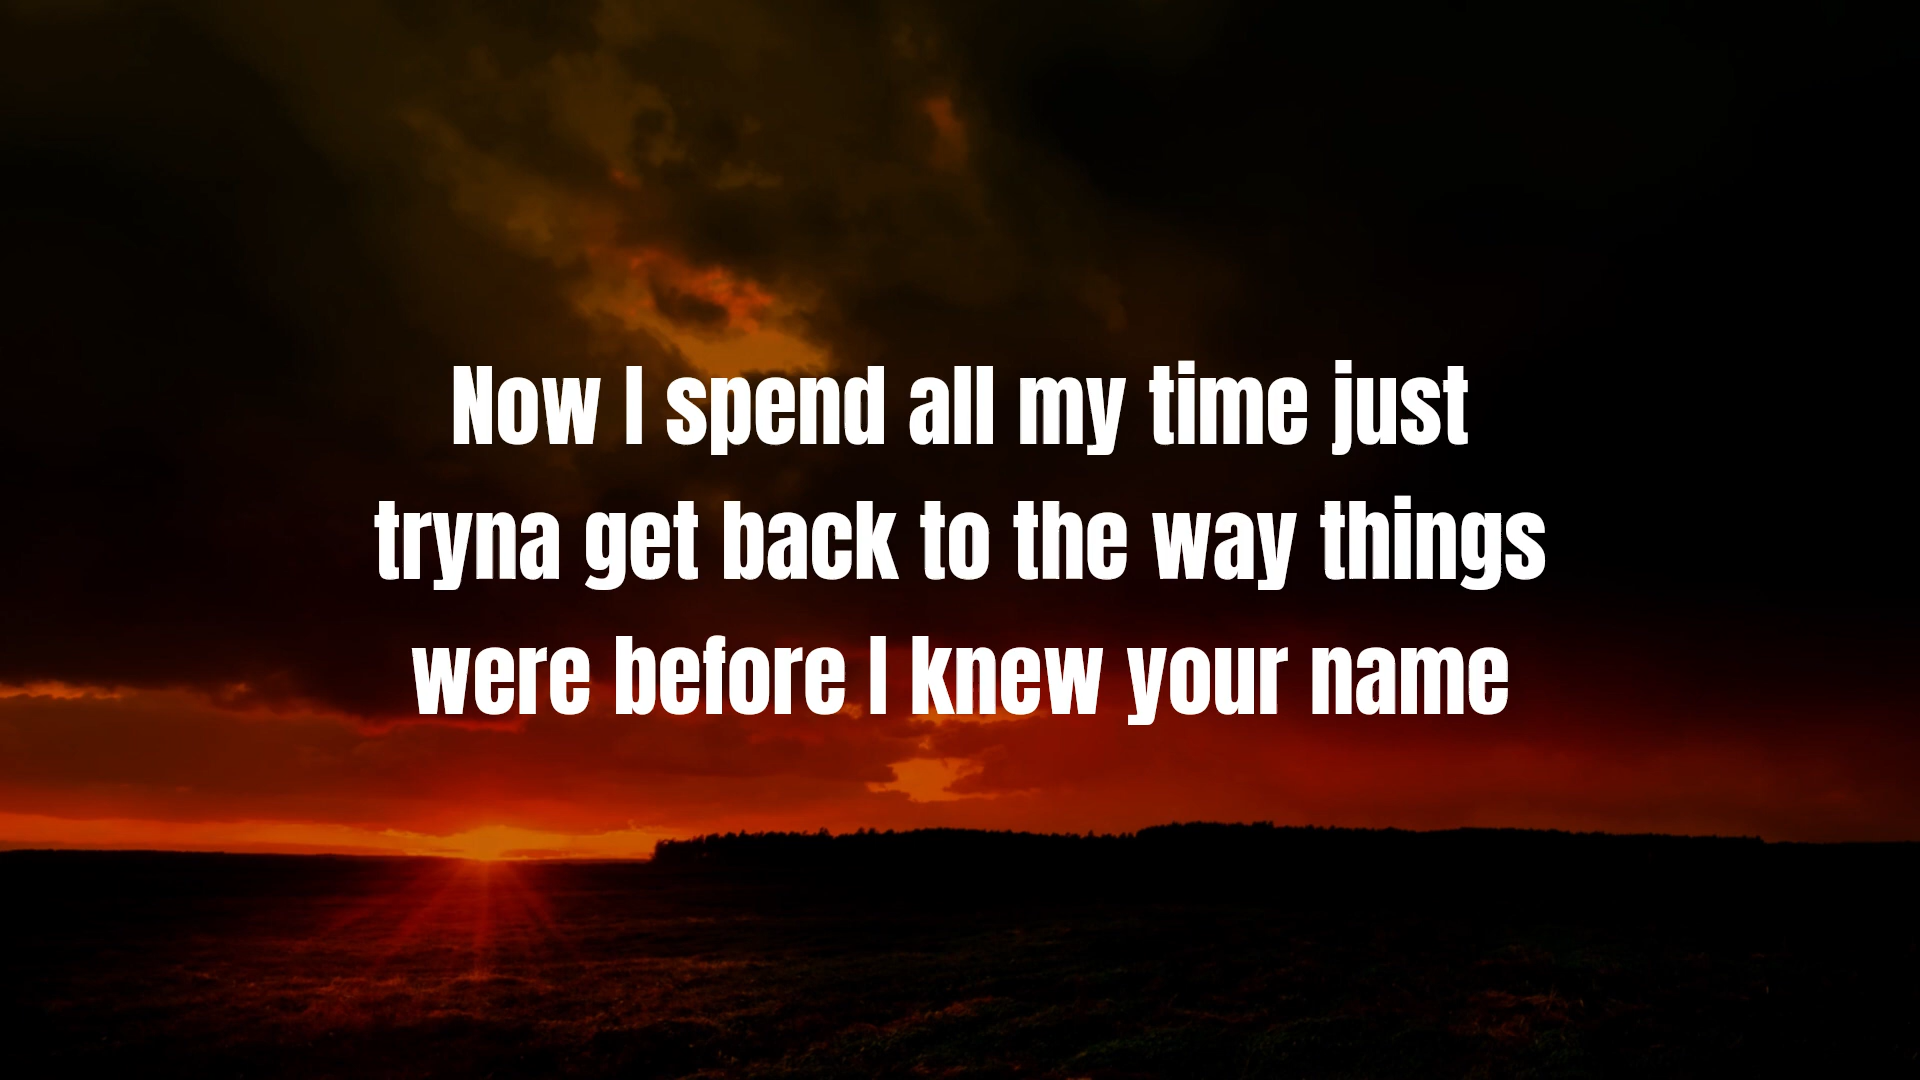 Now I spend all my time just
tryna get back to the way things
were before I knew your name